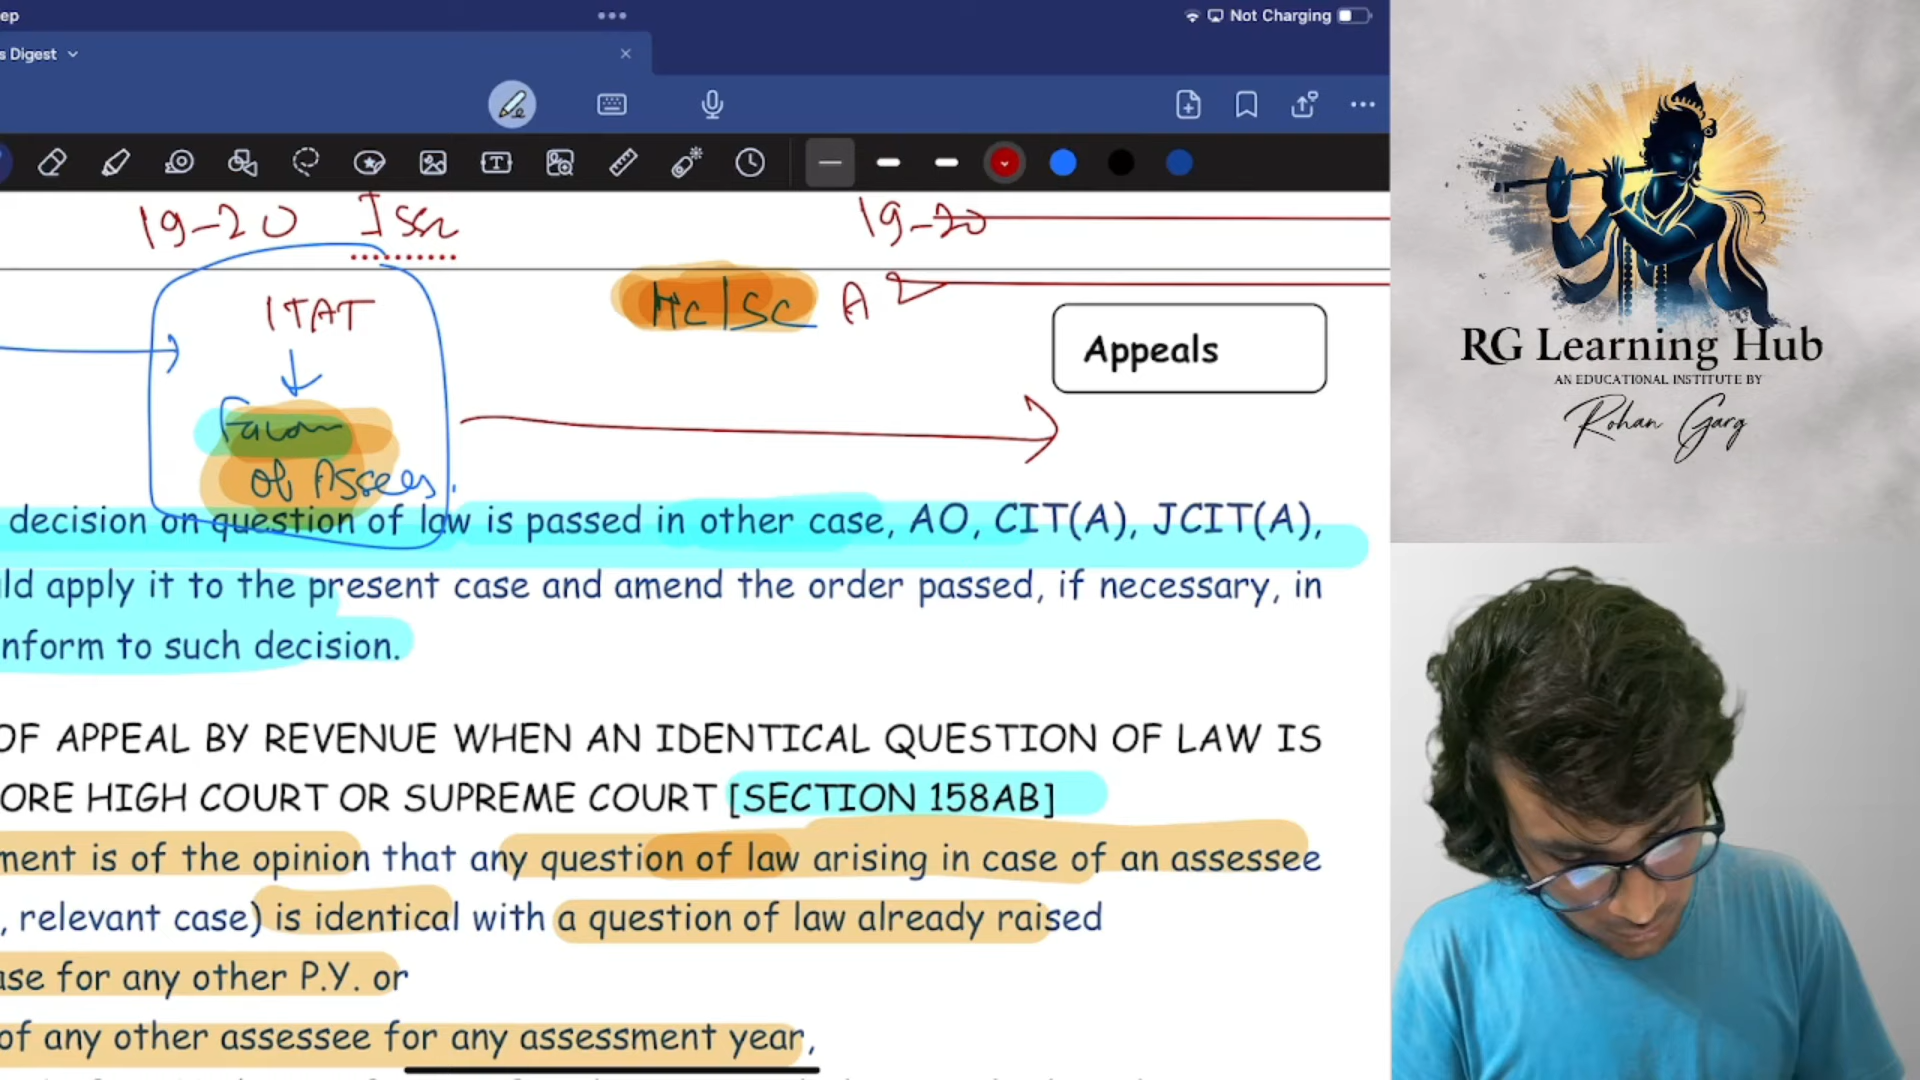 ep
Not Charging
s Digest
19-20
19-20
ITAT
HC|SC A
Appeals
Favour
of Assees.
decision on question of law is passed in other case, AO, CIT(A), JCIT(A),
ld apply it to the present case and amend the order passed, if necessary, in
nform to such decision.
OF APPEAL BY REVENUE WHEN AN IDENTICAL QUESTION OF LAW IS
ORE HIGH COURT OR SUPREME COURT [SECTION 158AB]
ment is of the opinion that any question of law arising in case of an assessee
, relevant case) is identical with a question of law already raised
ase for any other P.Y. or
of any other assessee for any assessment year,
RG Learning Hub
AN EDUCATIONAL INSTITUTE BY
Rohan Garg